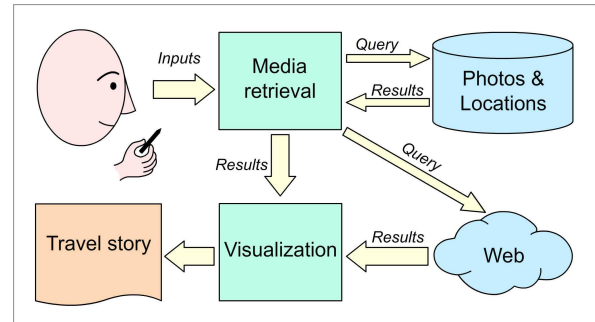 Inputs
Media
retrieval
Query
Results
Photos &
Locations
Results
Query
Travel story
Visualization
Results
Web